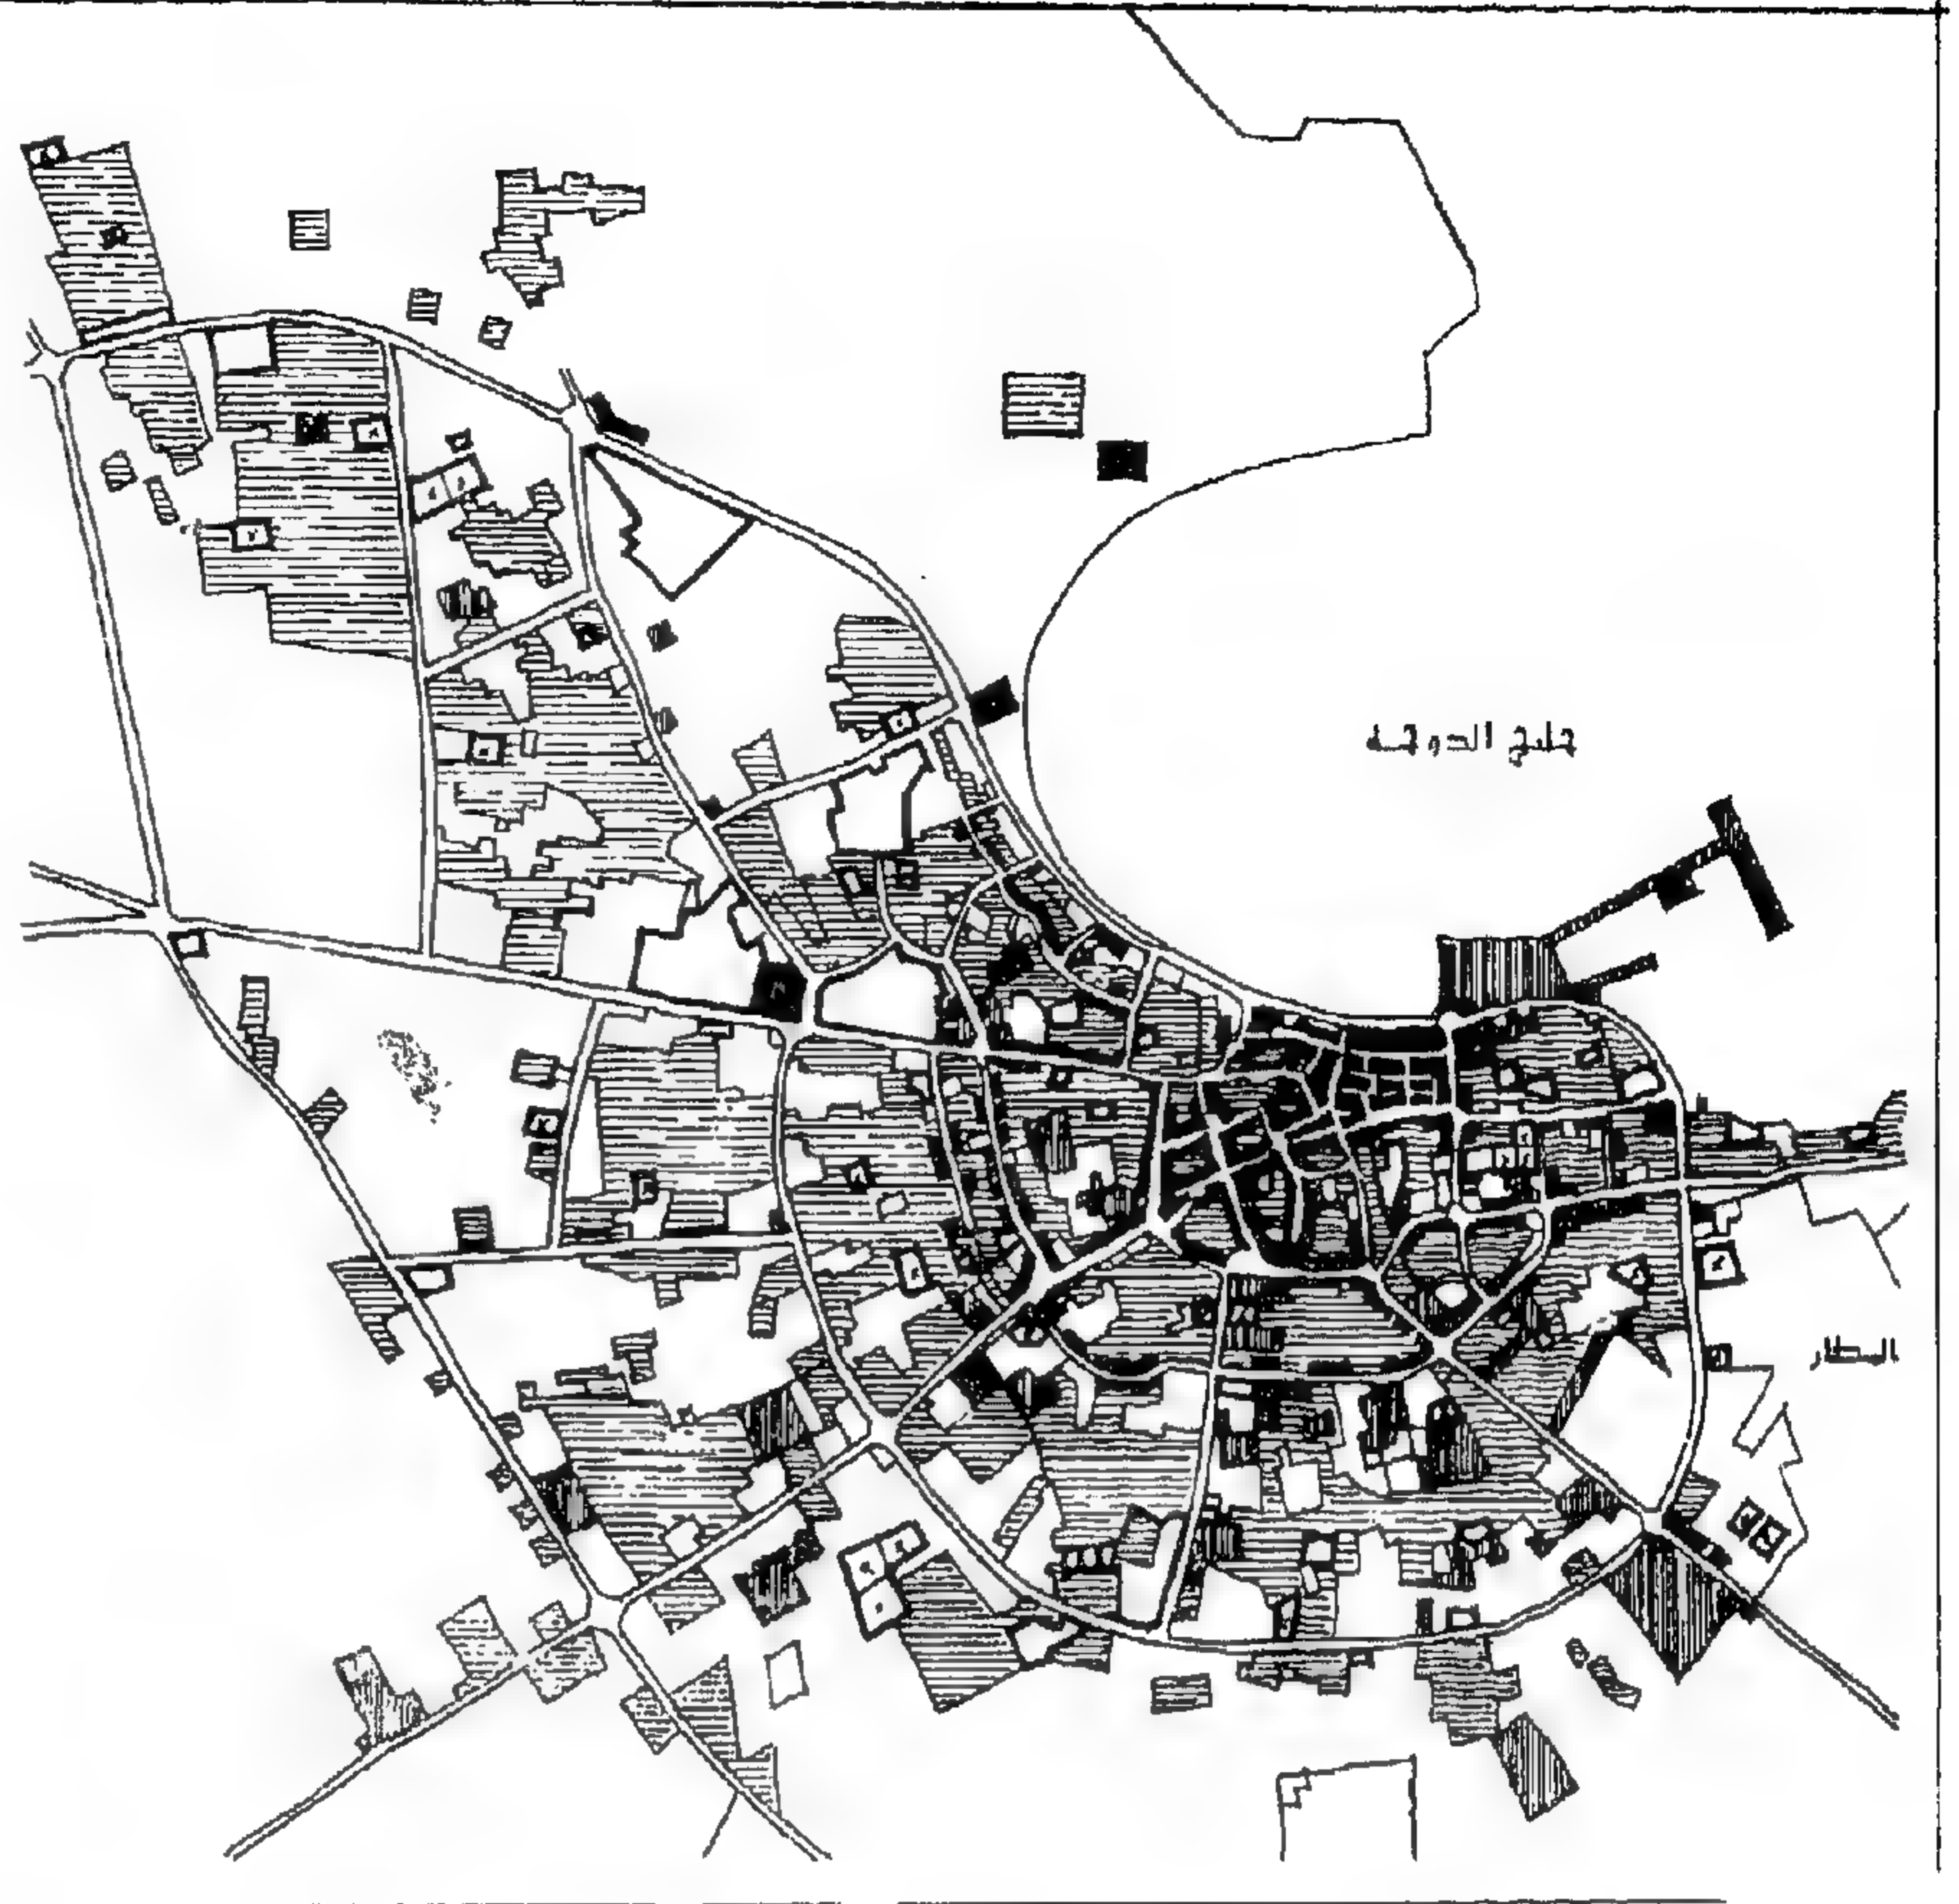 خليج الدوحة
المطار